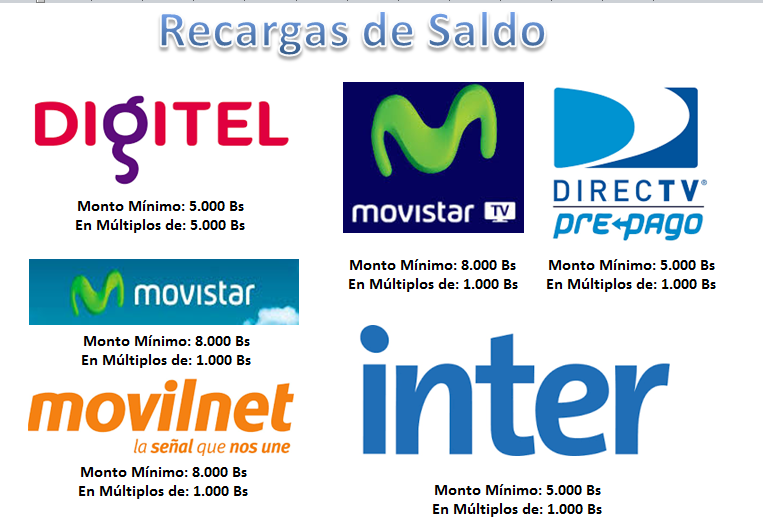 Recargas de Saldo
DIGITEL
Monto Mínimo: 5.000 Bs
En Múltiplos de: 5.000 Bs
movistar TV
Monto Mínimo: 8.000 Bs
En Múltiplos de: 1.000 Bs
DIRECTV®
pre-pago
Monto Mínimo: 5.000 Bs
En Múltiplos de: 1.000 Bs
movistar
Monto Mínimo: 8.000 Bs
En Múltiplos de: 1.000 Bs
movilnet
la señal que nos une
Monto Mínimo: 8.000 Bs
En Múltiplos de: 1.000 Bs
inter
Monto Mínimo: 5.000 Bs
En Múltiplos de: 1.000 Bs